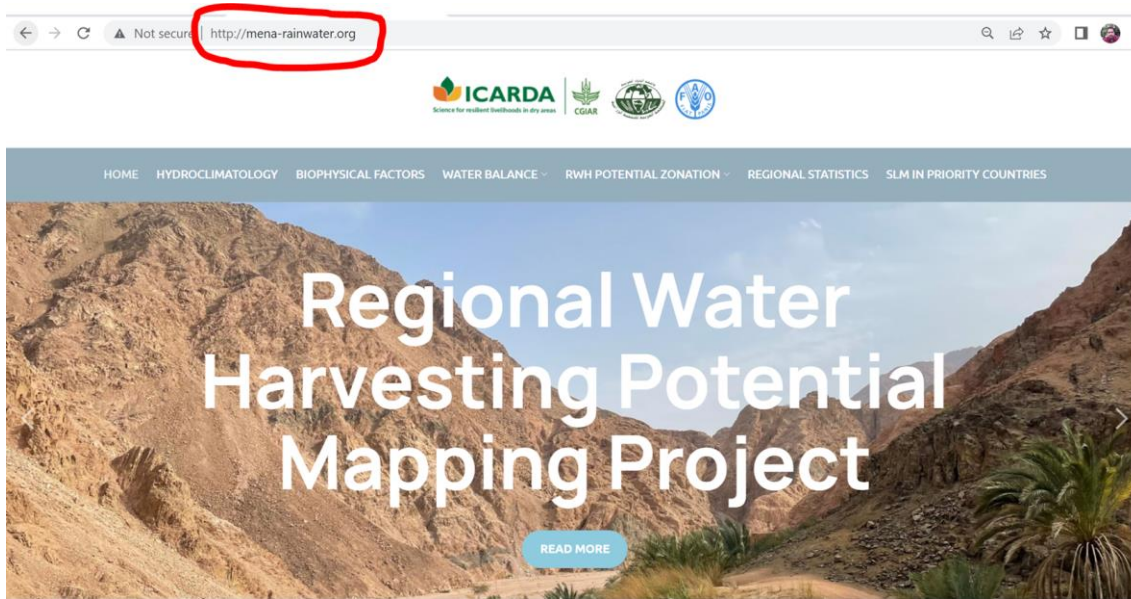 Not secure
http://mena-rainwater.org
ICARDA
Science for resilient livelihoods in dry areas
CGIAR
FAO
HOME HYDROCLIMATOLOGY BIOPHYSICAL FACTORS WATER BALANCE RWH POTENTIAL ZONATION REGIONAL STATISTICS SLM IN PRIORITY COUNTRIES
Regional Water
Harvesting Potential
Mapping Project
READ MORE